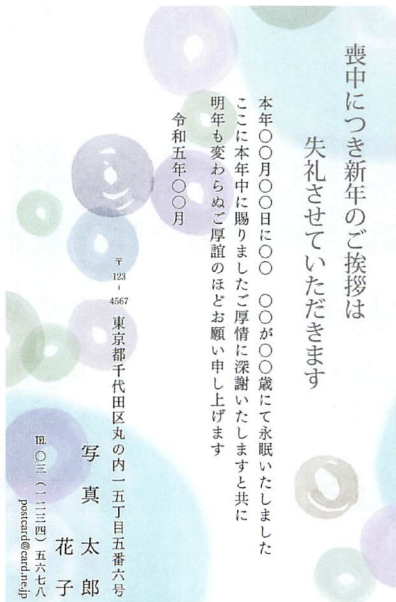 喪中につき新年のご挨拶は
失礼させていただきます
本年〇〇月〇〇日に〇〇 〇〇が〇〇歳にて永眠いたしました
ここに本年中に賜りましたご厚情に深謝いたしますと共に
明年も変わらぬご厚誼のほどお願い申し上げます
令和五年〇〇月
〒123-4567 東京都千代田区丸の内一五丁目五番六号
写真太郎
花子
℡〇三(一二三四)五六七八
postcard@card.ne.jp